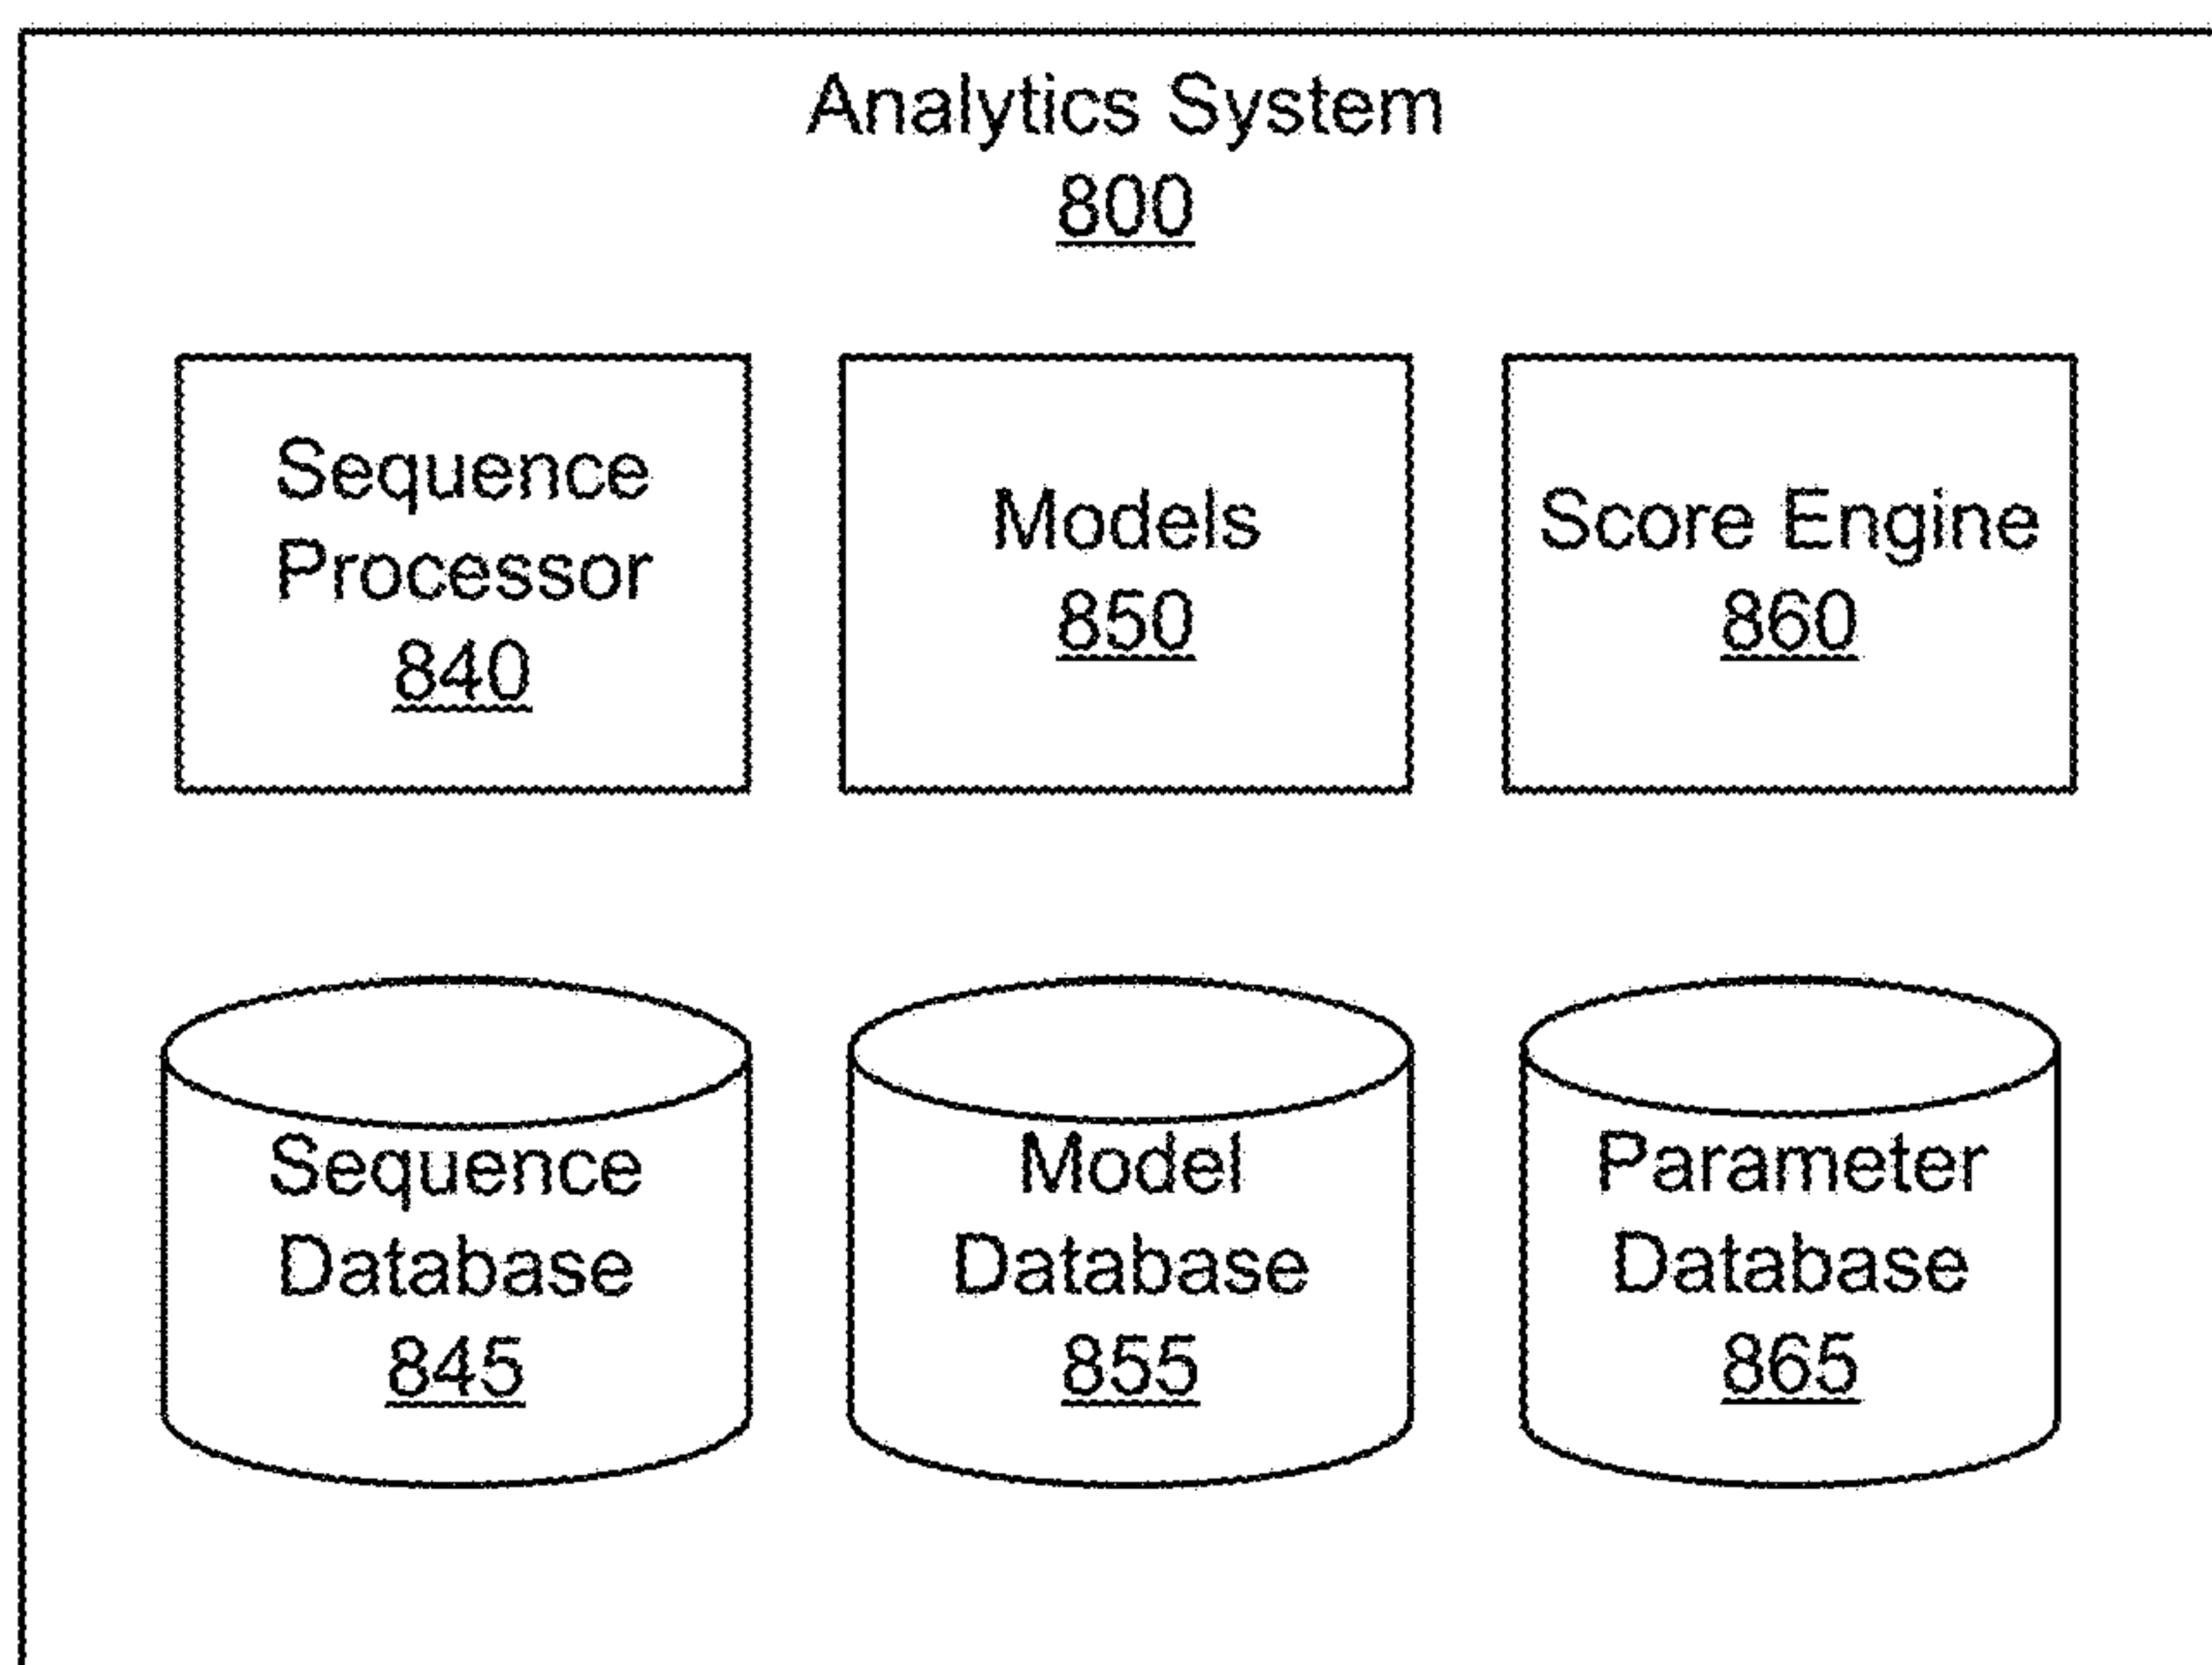 Analytics System
800
Sequence
Processor
840
Models
850
Score Engine
860
Sequence
Database
845
Model
Database
855
Parameter
Database
865